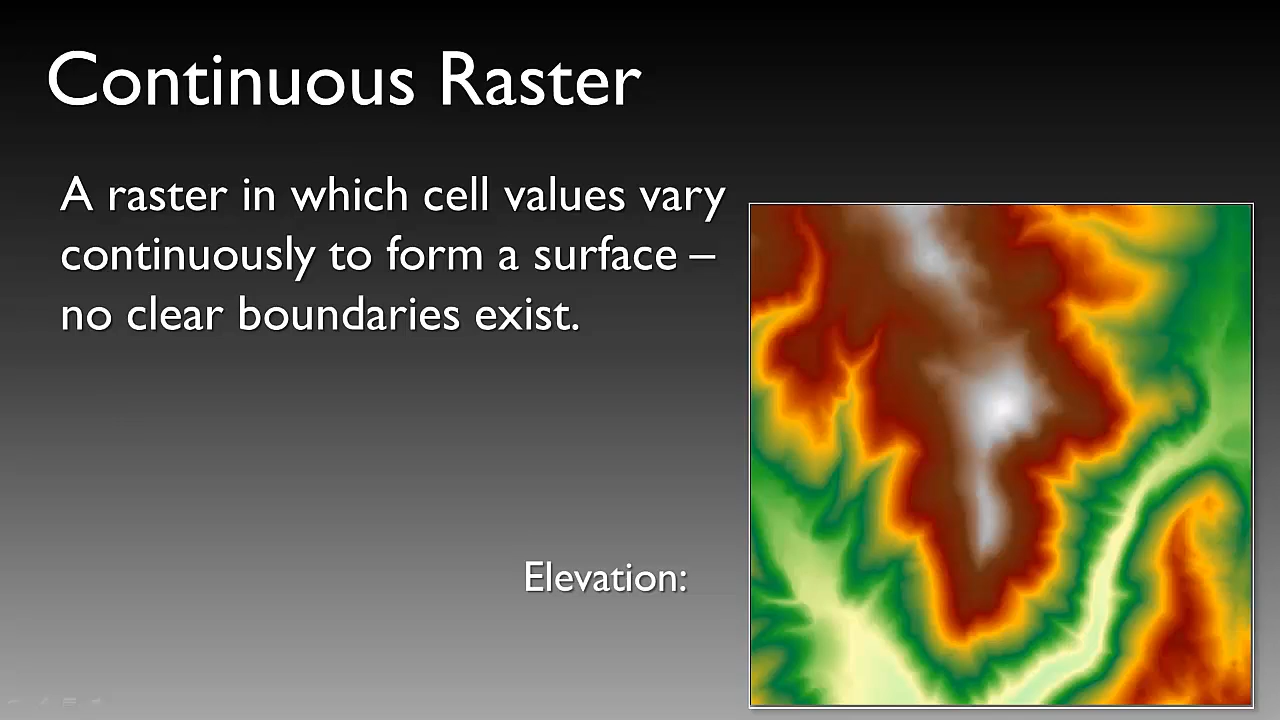 Continuous Raster
A raster in which cell values vary
continuously to form a surface –
no clear boundaries exist.
Elevation: